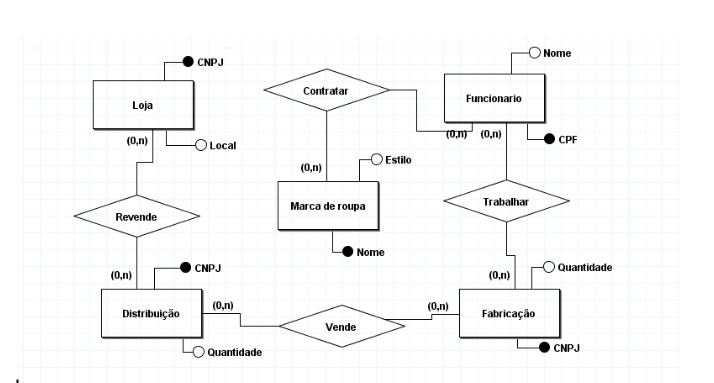 Nome
CNPJ
Loja
Contratar
Funcionario
(0,n)
(0,n)
(0,n)
CPF
Local
Estilo
(0,n)
Marca de roupa
Trabalhar
Revende
Nome
CNPJ
(0,n)
(0,n)
Quantidade
Distribuição
(0,n)
(0,n)
Fabricação
Vende
Quantidade
CNPJ